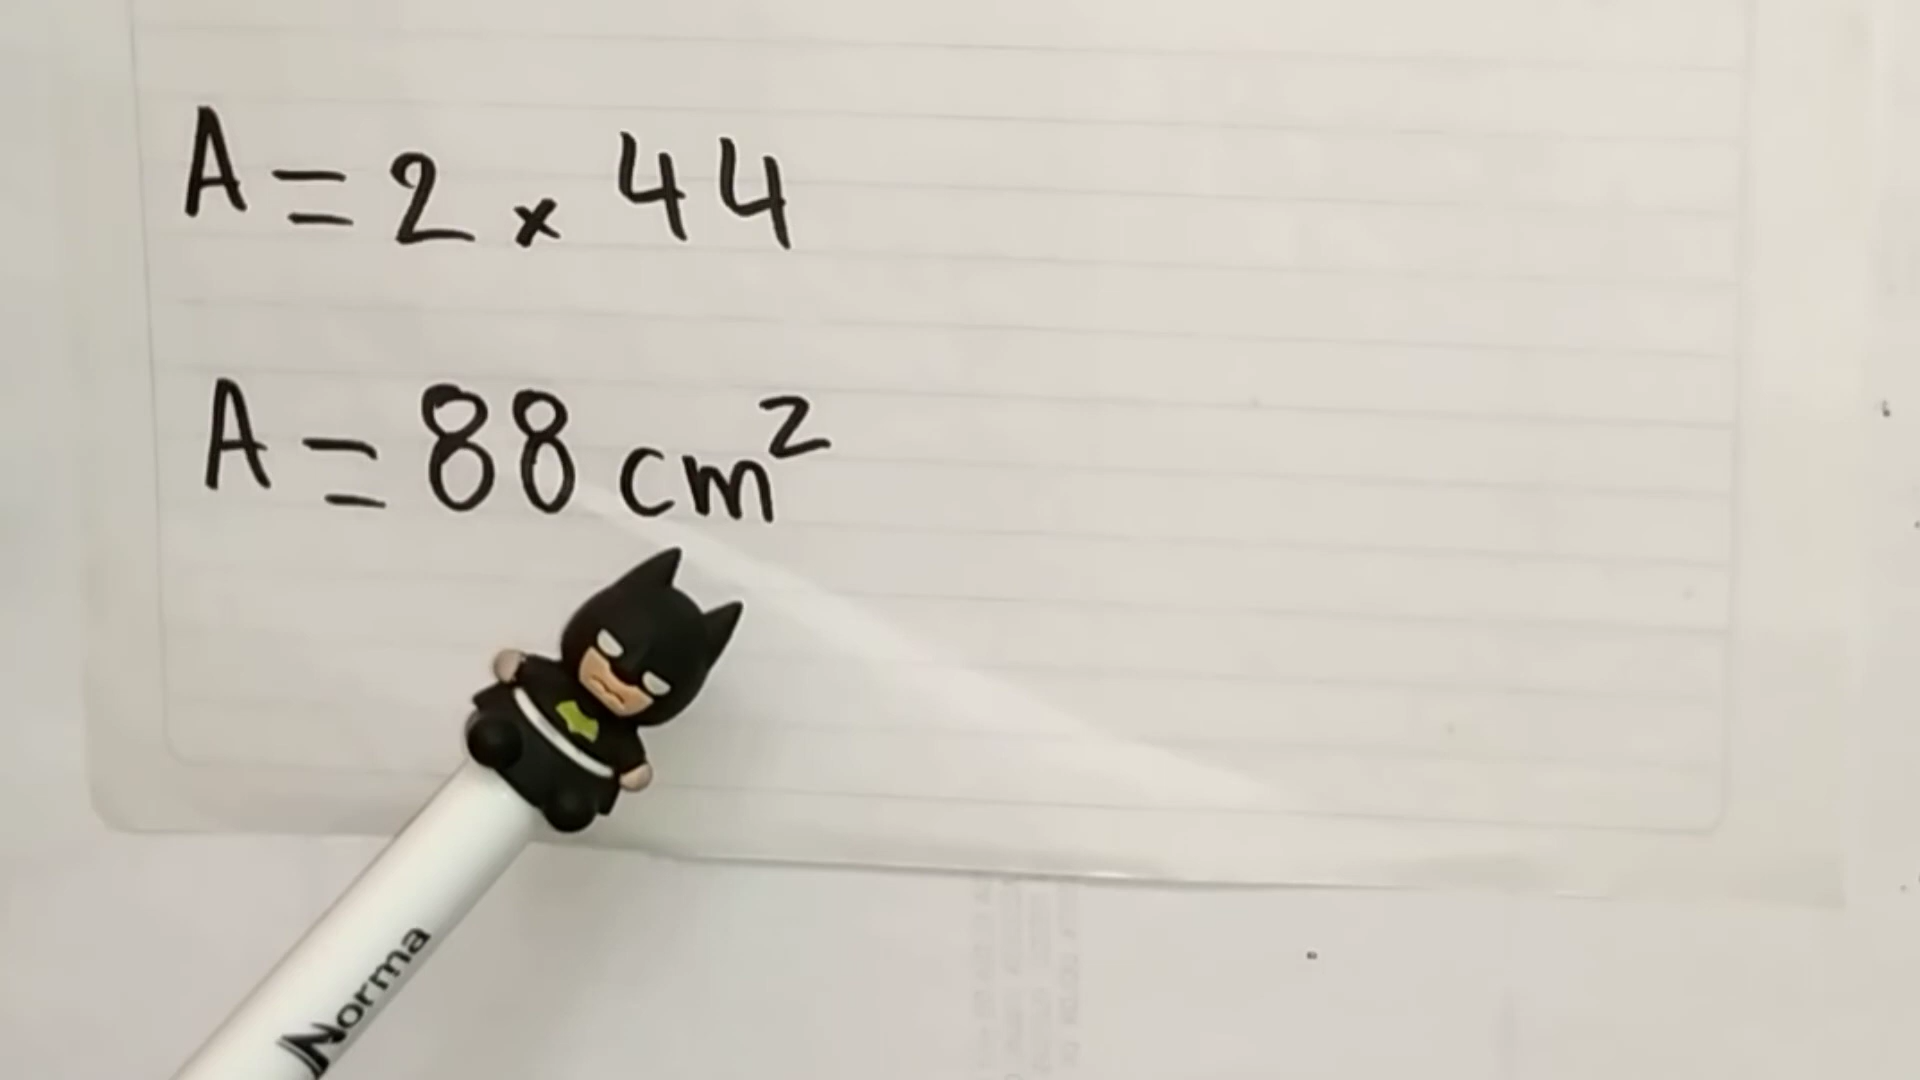 A = 2 × 44
A = 88 cm²
Norma